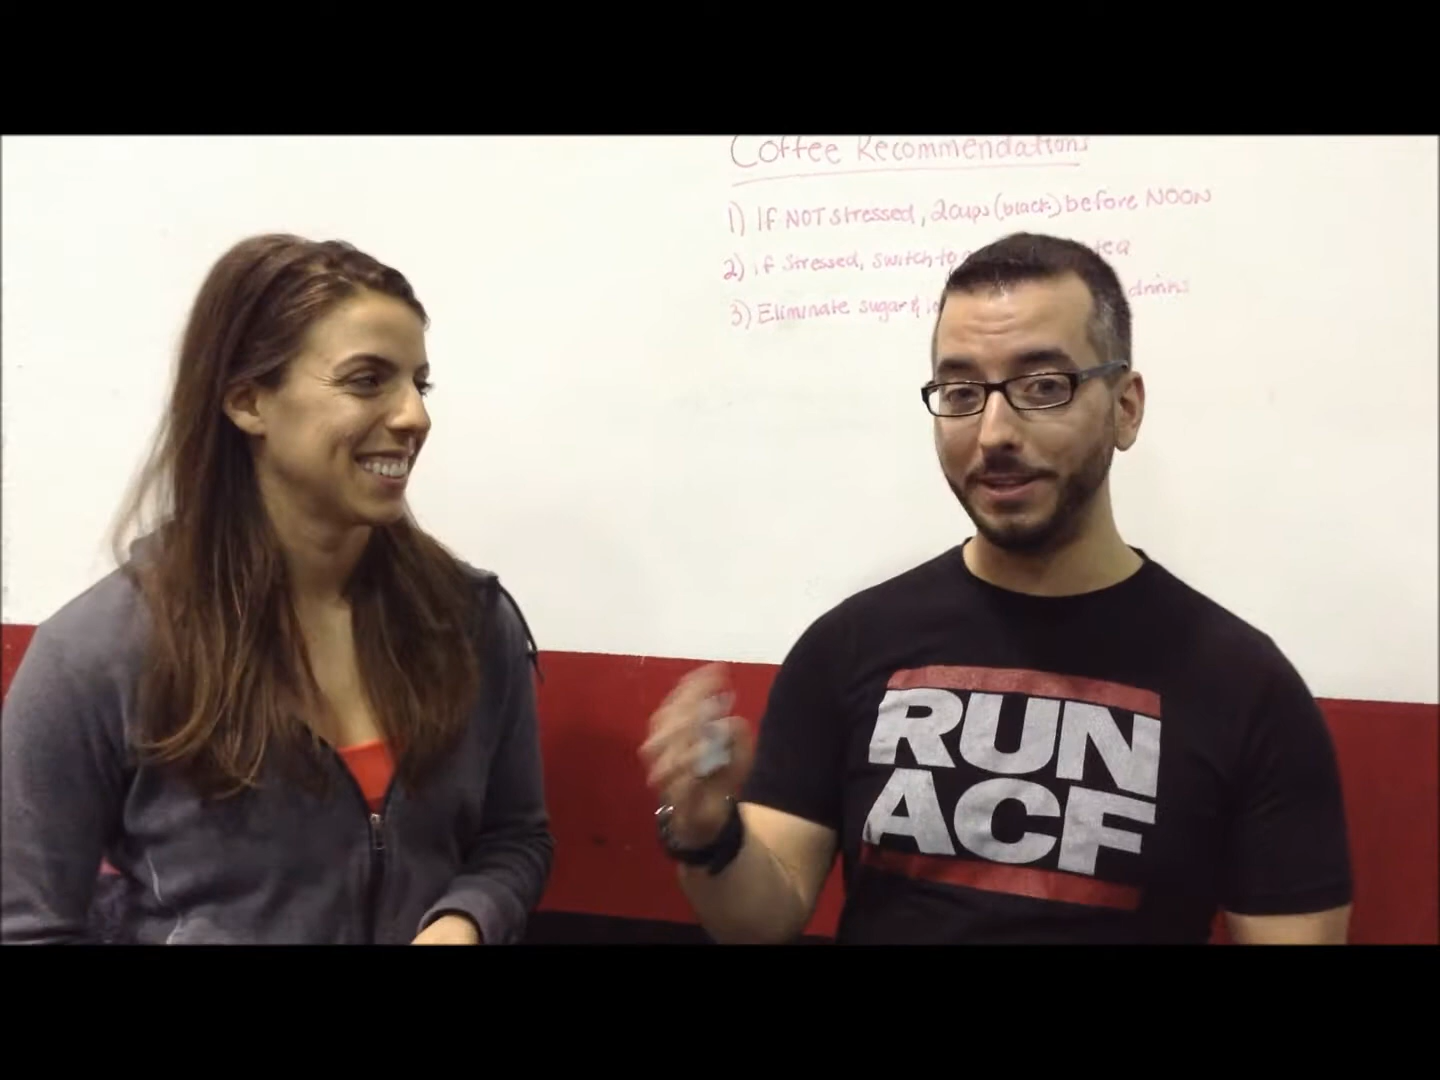 Coffee Recommendations
1) If NOT stressed, 2cups (black) before NOON
2) if stressed, switch to tea
3) Eliminate sugar & drinks
RUN
ACF